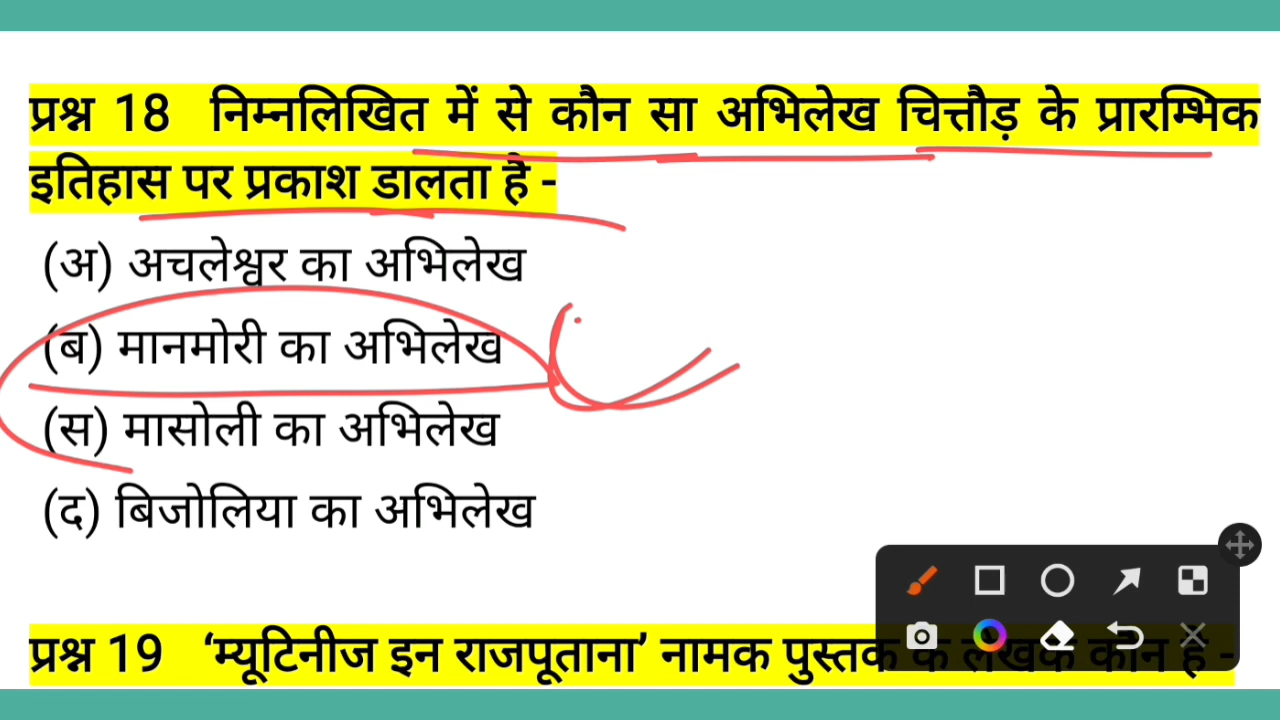 प्रश्न 18 निम्नलिखित में से कौन सा अभिलेख चित्तौड़ के प्रारम्भिक
इतिहास पर प्रकाश डालता है -
(अ) अचलेश्वर का अभिलेख
(ब) मानमोरी का अभिलेख
(स) मासोली का अभिलेख
(द) बिजोलिया का अभिलेख
प्रश्न 19 ‘म्यूटिनीज इन राजपूताना’ नामक पुस्तक के लेखक कौन है -